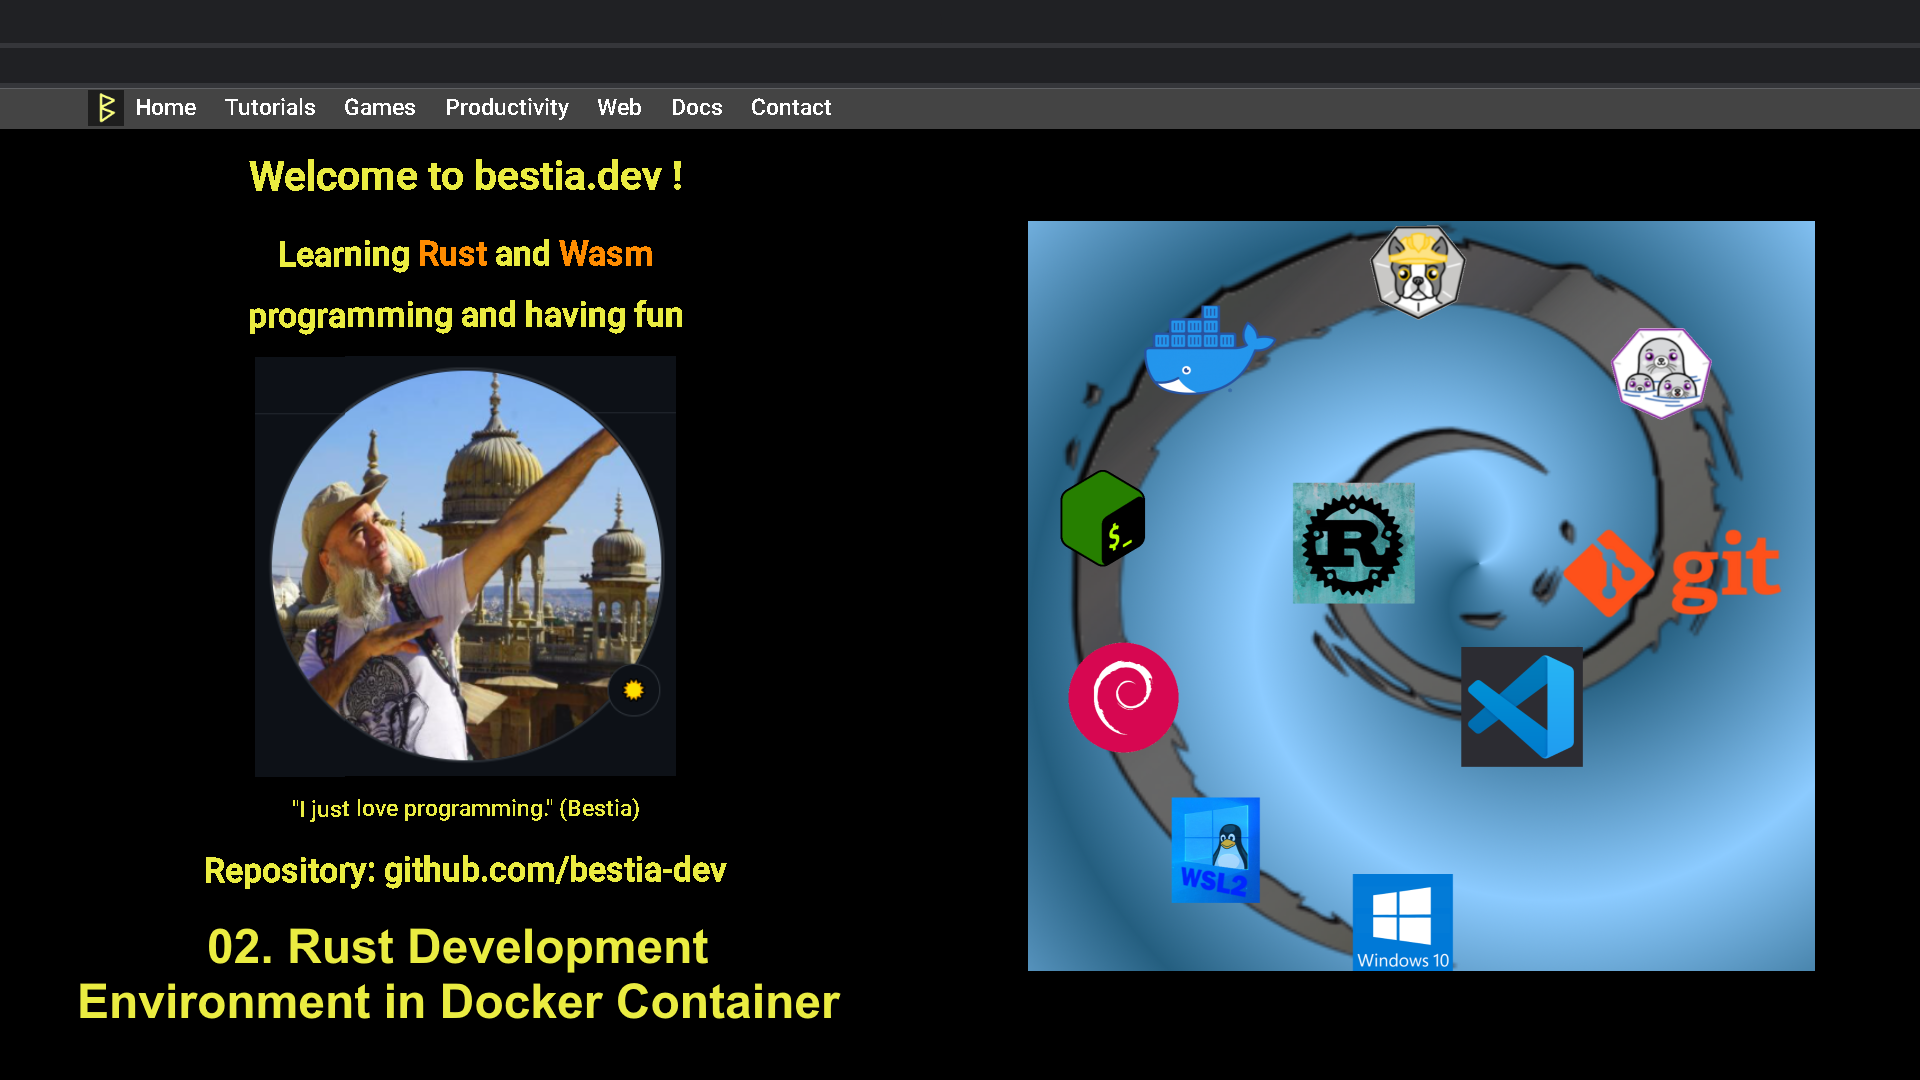 Home Tutorials Games Productivity Web Docs Contact
Welcome to bestia.dev !
Learning Rust and Wasm
programming and having fun
"I just love programming." (Bestia)
Repository: github.com/bestia-dev
02. Rust Development
Environment in Docker Container
$_
R
git
WSL2
Windows 10